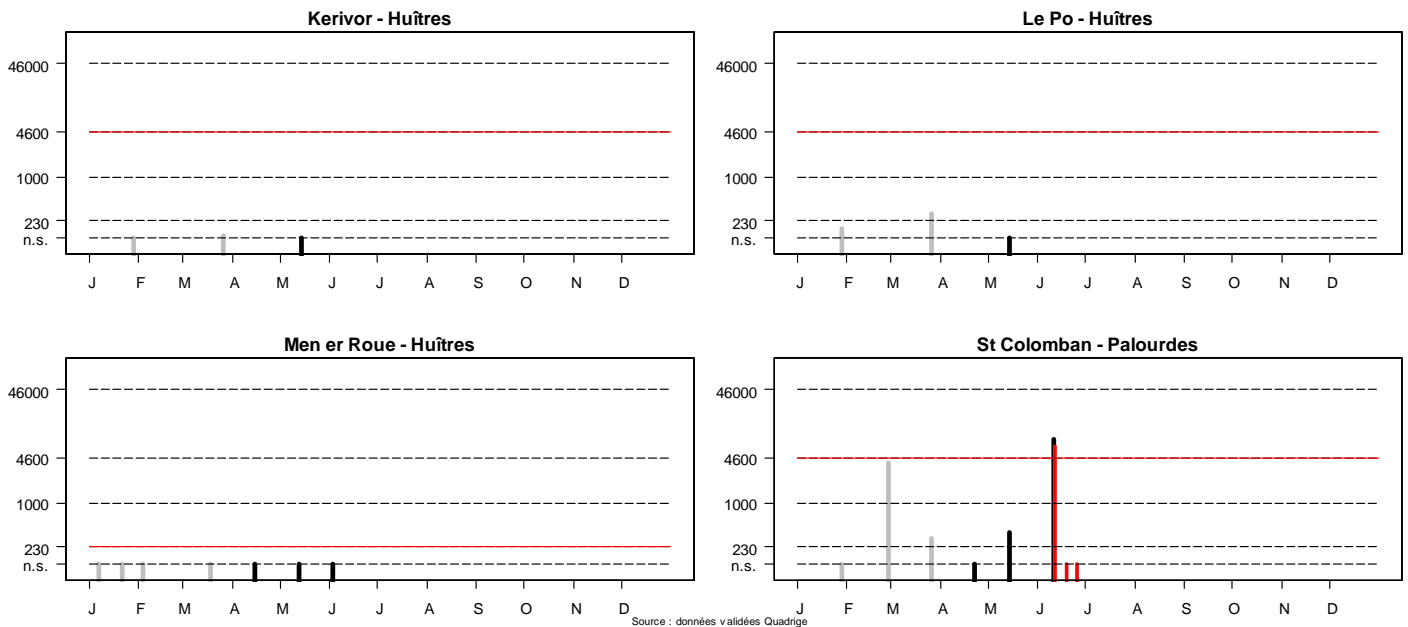 Kerivor - Huîtres
46000
4600
1000
230
n.s.
J F M A M J J A S O N D
Le Po - Huîtres
46000
4600
1000
230
n.s.
J F M A M J J A S O N D
Men er Roue - Huîtres
46000
4600
1000
230
n.s.
J F M A M J J A S O N D
St Colomban - Palourdes
46000
4600
1000
230
n.s.
J F M A M J J A S O N D
Source : données validées Quadrige